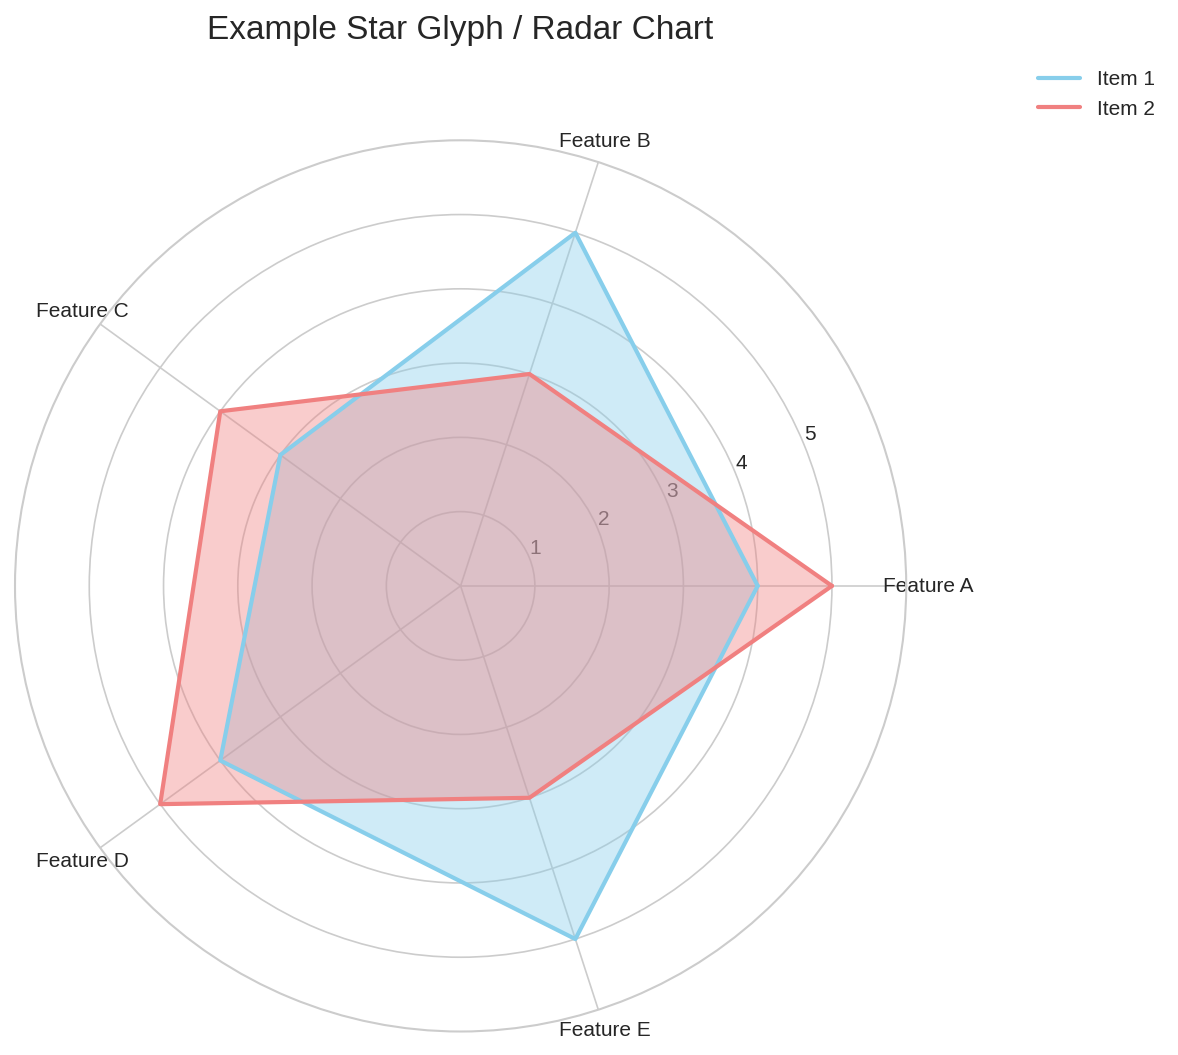 Example Star Glyph / Radar Chart
Item 1
Item 2
Feature B
Feature C
5
4
3
2
1
Feature A
Feature D
Feature E